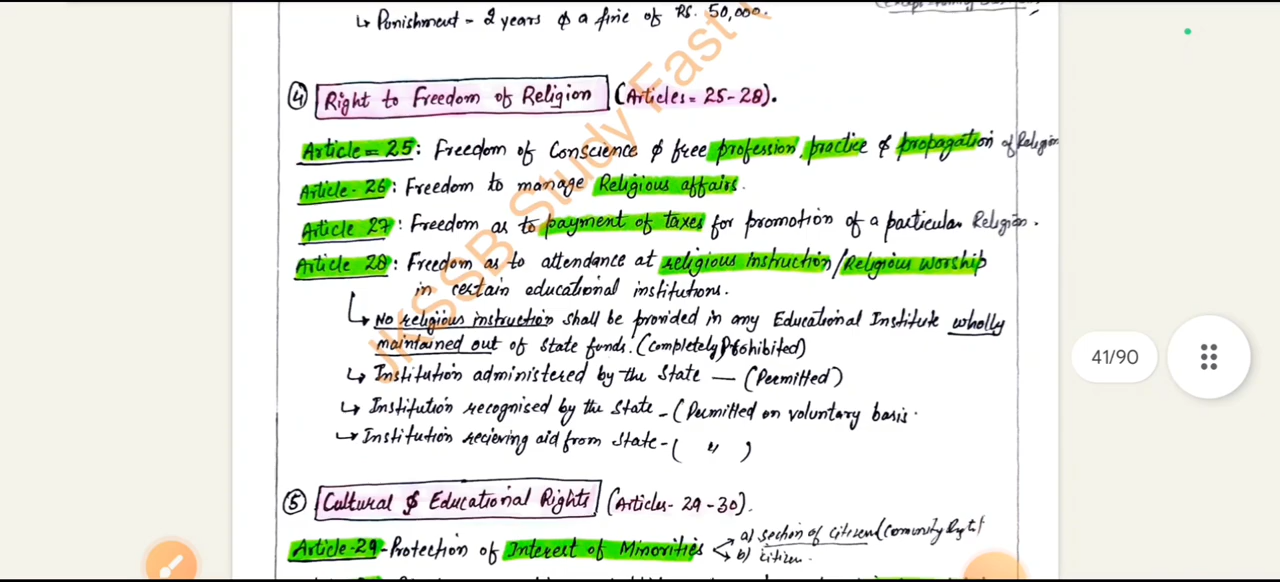 ↳ Punishment = 2 years & a fine of RS. 50,000.
④ Right to Freedom of Religion (Articles = 25-28).
Article = 25: Freedom of Conscience & free profession, practice & propagation of Religion
Article - 26: Freedom to manage Religious affairs.
Article 27: Freedom as to payment of taxes for promotion of a particular Religion.
Article 28: Freedom as to attendance at religious instruction/Religious worship
in certain educational institutions.
↳ No religious instruction shall be provided in any Educational Institute wholly
maintained out of State funds. (Completely Prohibited)
↳ Institution administered by the State — (Permitted)
↳ Institution recognised by the State - (Permitted on voluntary basis.
↳ Institution recieving aid from State - ( " )
⑤ Cultural & Educational Rights (Articles - 29 - 30).
Article - 29 - Protection of Interest of Minorities a) section of citizen/
b) citizen.
JKSSB Study Fast
41/90